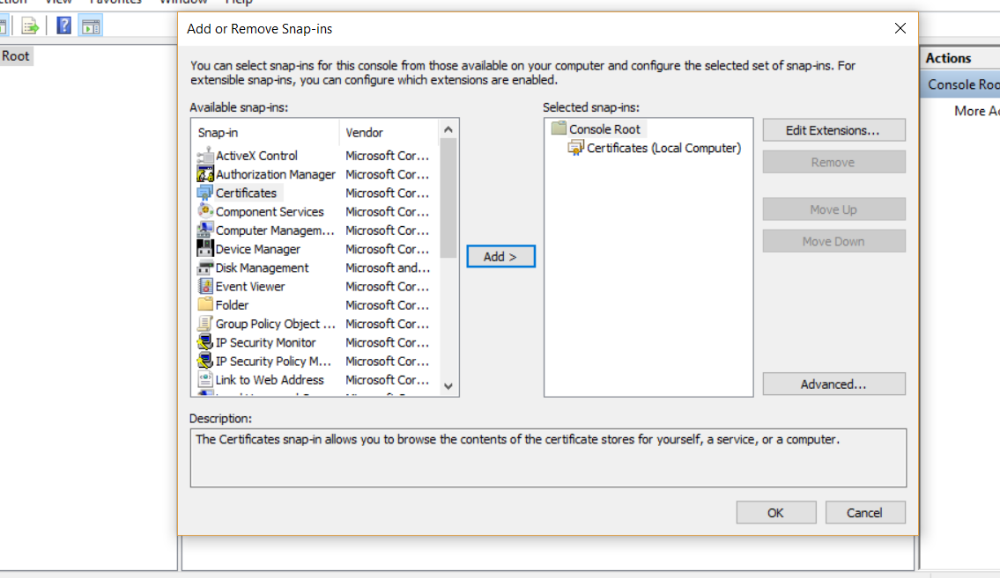 View Favorites Window Help
Add or Remove Snap-ins
Root
You can select snap-ins for this console from those available on your computer and configure the selected set of snap-ins. For
extensible snap-ins, you can configure which extensions are enabled.
Available snap-ins:
Snap-in Vendor
ActiveX Control Microsoft Cor...
Authorization Manager Microsoft Cor...
Certificates Microsoft Cor...
Component Services Microsoft Cor...
Computer Managem... Microsoft Cor...
Device Manager Microsoft Cor...
Disk Management Microsoft and...
Event Viewer Microsoft Cor...
Folder Microsoft Cor...
Group Policy Object ... Microsoft Cor...
IP Security Monitor Microsoft Cor...
IP Security Policy M... Microsoft Cor...
Link to Web Address Microsoft Cor...
Add >
Selected snap-ins:
Console Root
Certificates (Local Computer)
Edit Extensions...
Remove
Move Up
Move Down
Advanced...
Description:
The Certificates snap-in allows you to browse the contents of the certificate stores for yourself, a service, or a computer.
OK
Cancel
Actions
Console Roo
More Ac